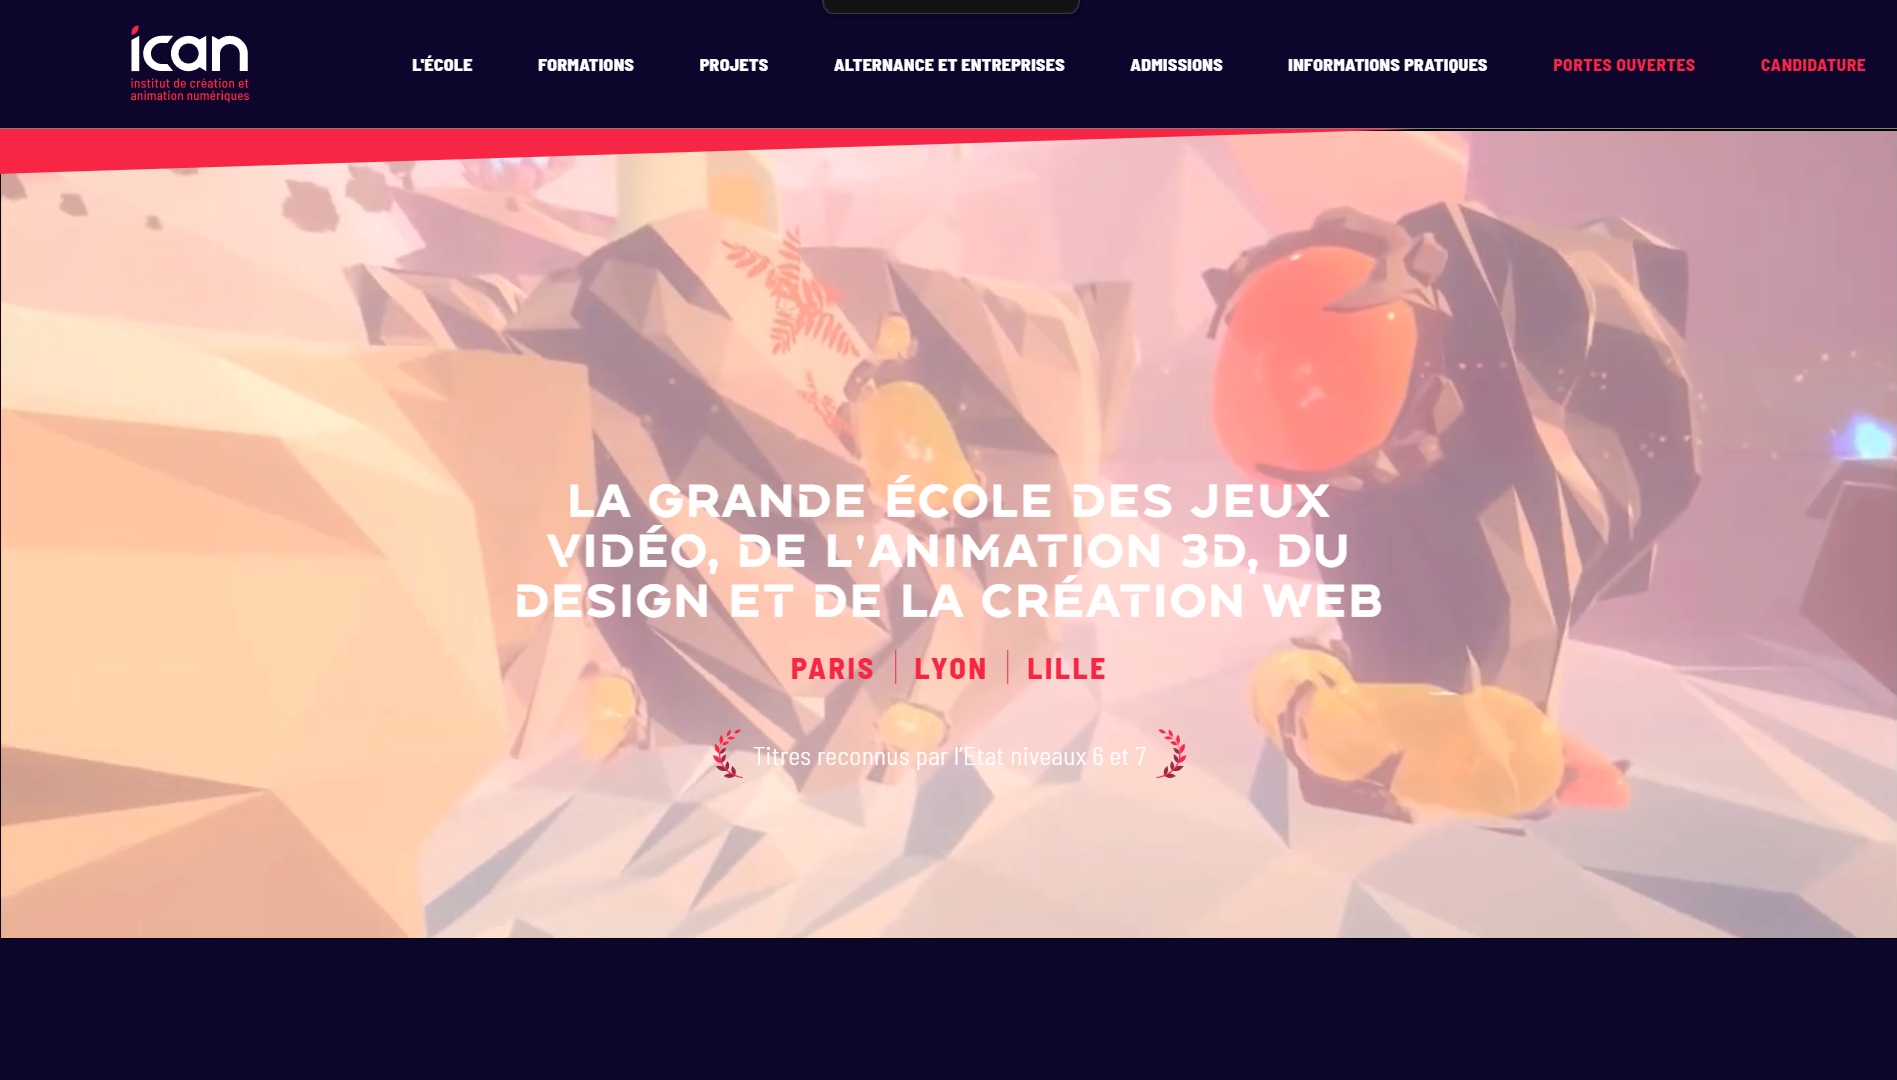 ican
institut de création et
animation numériques
L'ÉCOLE
FORMATIONS
PROJETS
ALTERNANCE ET ENTREPRISES
ADMISSIONS
INFORMATIONS PRATIQUES
PORTES OUVERTES
CANDIDATURE
LA GRANDE ÉCOLE DES JEUX
VIDÉO, DE L'ANIMATION 3D, DU
DESIGN ET DE LA CRÉATION WEB
PARIS
LYON
LILLE
Titres reconnus par l'Etat niveaux 6 et 7